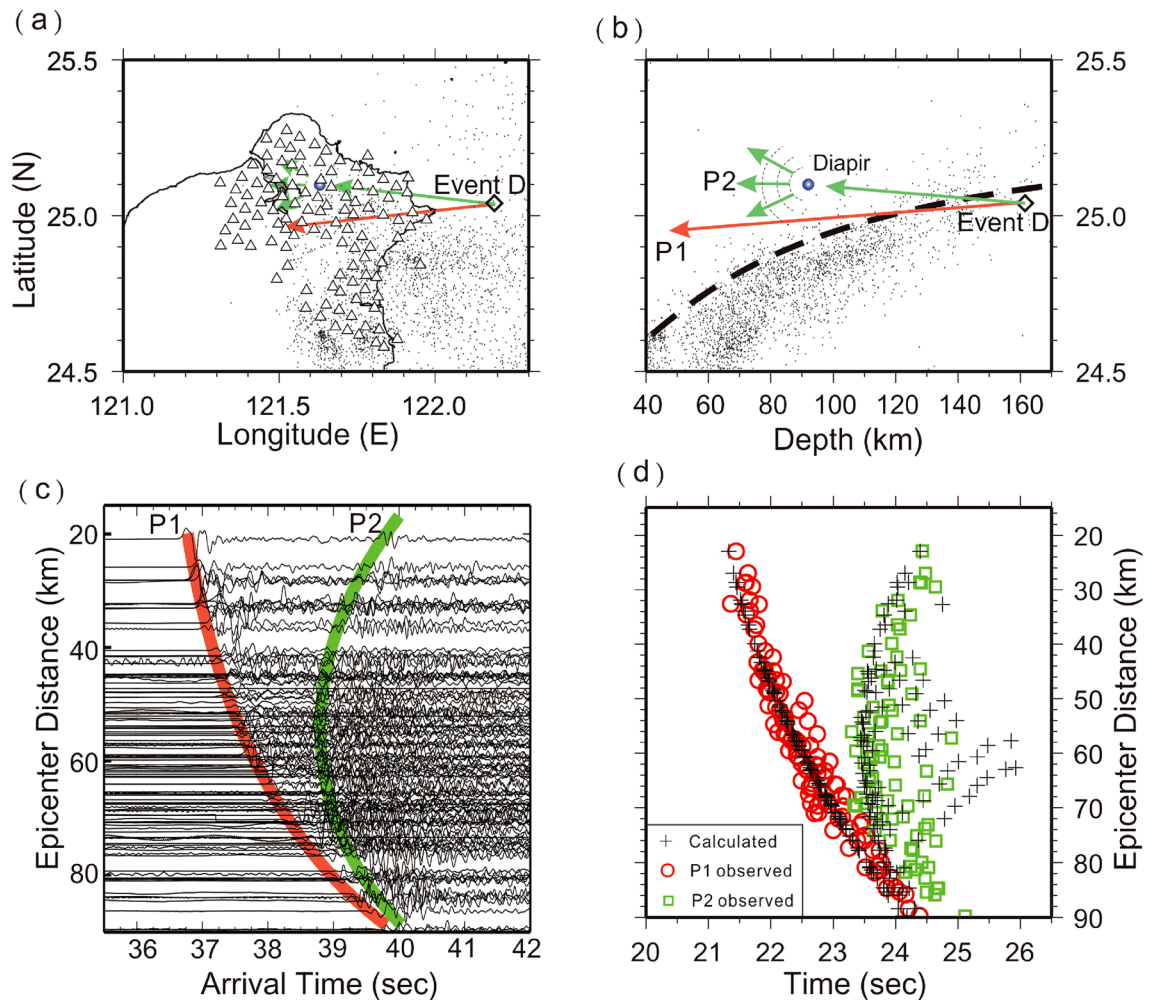 (a)
25.5
25.0
24.5
Latitude (N)
Event D
121.0
121.5
122.0
Longitude (E)
(b)
25.5
25.0
24.5
Diapir
P2
P1
Event D
40
60
80
100
120
140
160
Depth (km)
(c)
P1
P2
20
40
60
80
Epicenter Distance (km)
36
37
38
39
40
41
42
Arrival Time (sec)
(d)
20
30
40
50
60
70
80
90
Epicenter Distance (km)
Calculated
P1 observed
P2 observed
20
21
22
23
24
25
26
Time (sec)